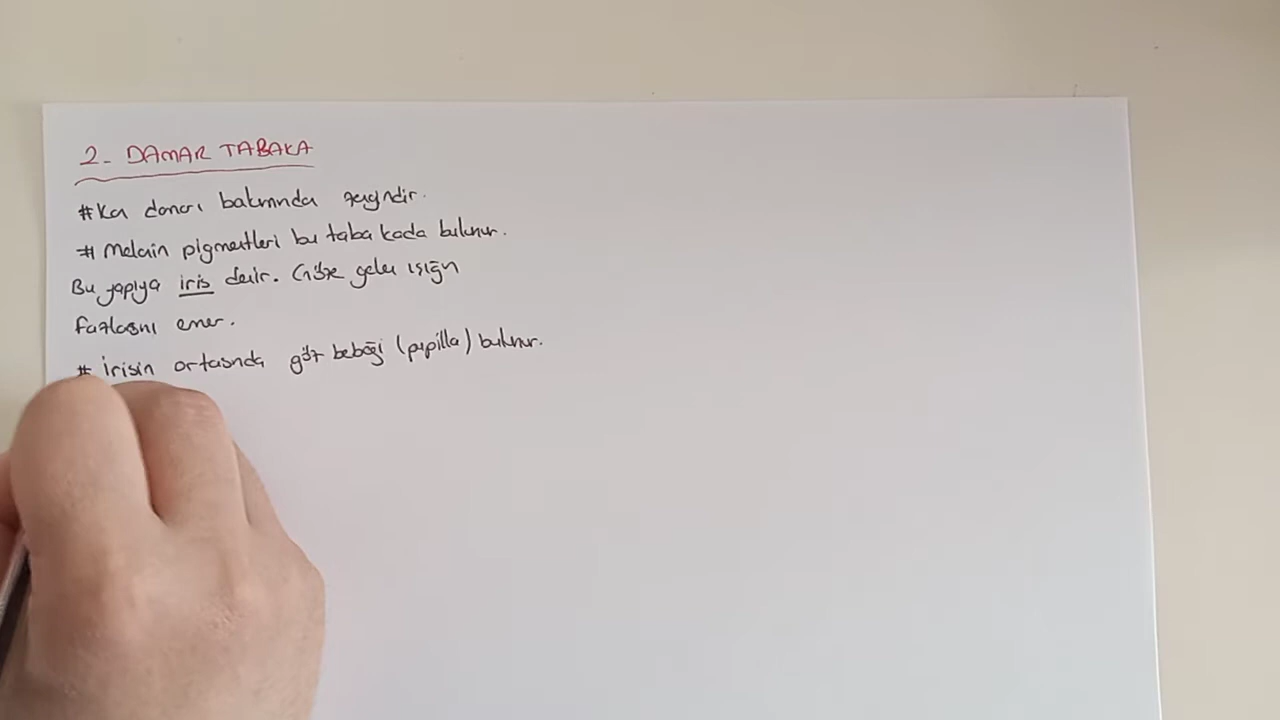 2- DAMAR TABAKA
# Kan damarı bakımında zengindir.
# Melanin pigmentleri bu tabakada bulunur.
Bu yapıya iris denir. Göze gelen ışığın
fazlasını emer.
# İrisin ortasında göz bebeği (pupilla) bulunur.